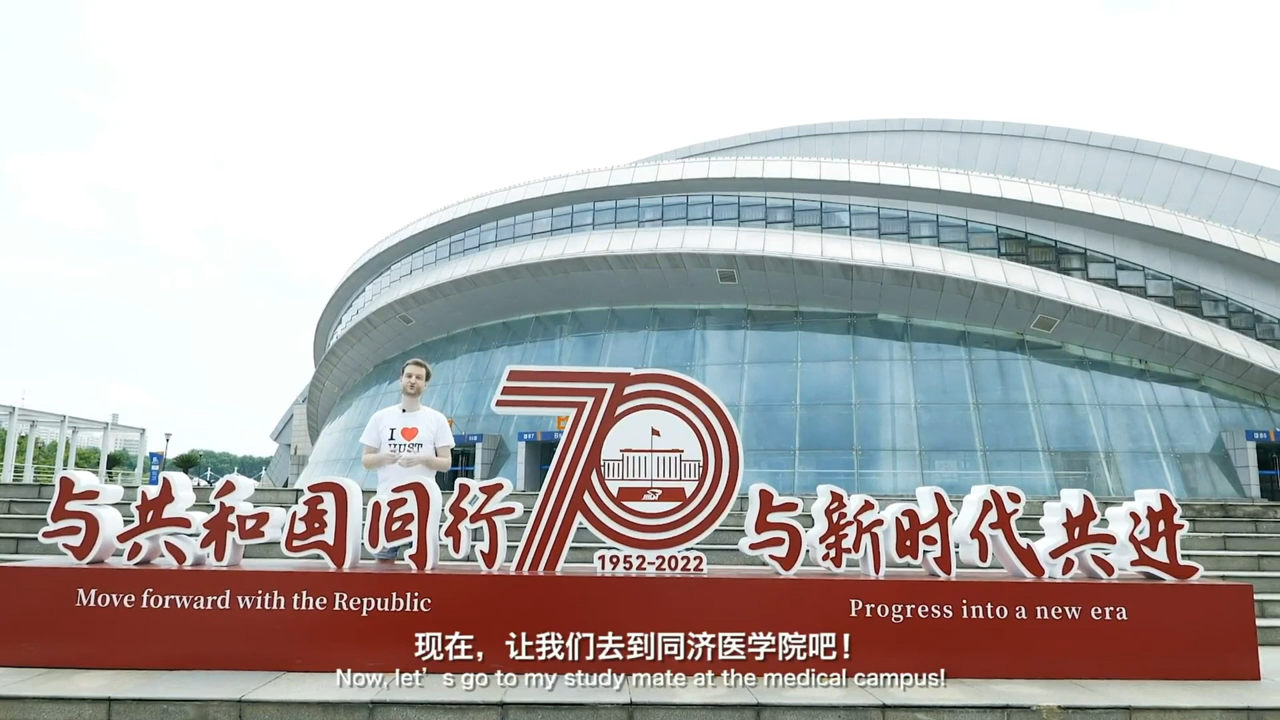 I ❤ HUST
与共和国同行
70
与新时代共进
1952-2022
Move forward with the Republic
Progress into a new era
现在，让我们去到同济医学院吧！
Now, let's go to my study mate at the medical campus!